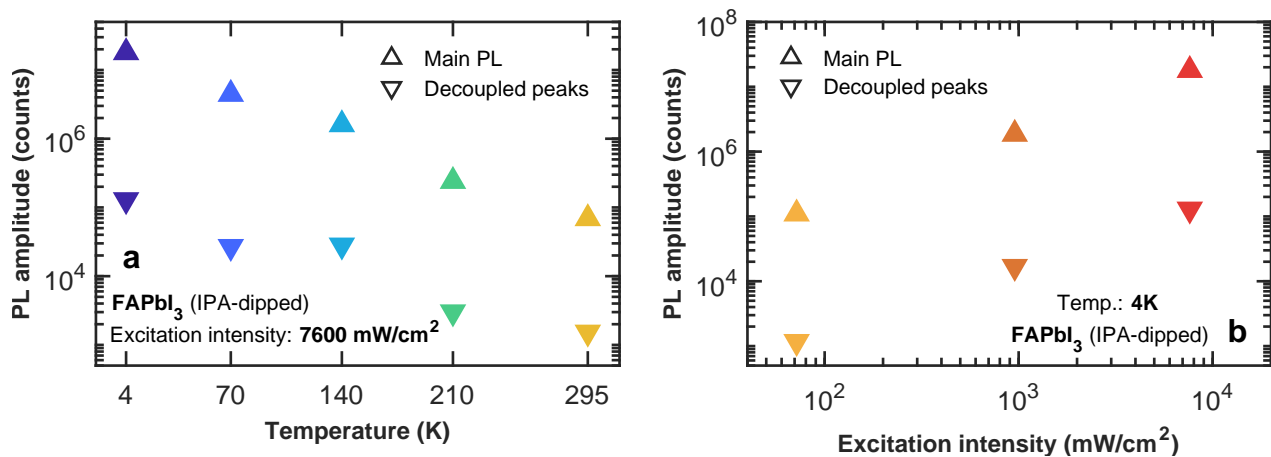 PL amplitude (counts)
10^6
10^4
Main PL
Decoupled peaks
a
FAPbI_3 (IPA-dipped)
Excitation intensity: 7600 mW/cm^2
4 70 140 210 295
Temperature (K)
PL amplitude (counts)
10^8
10^6
10^4
Main PL
Decoupled peaks
Temp.: 4K
FAPbI_3 (IPA-dipped)
b
10^2 10^3 10^4
Excitation intensity (mW/cm^2)